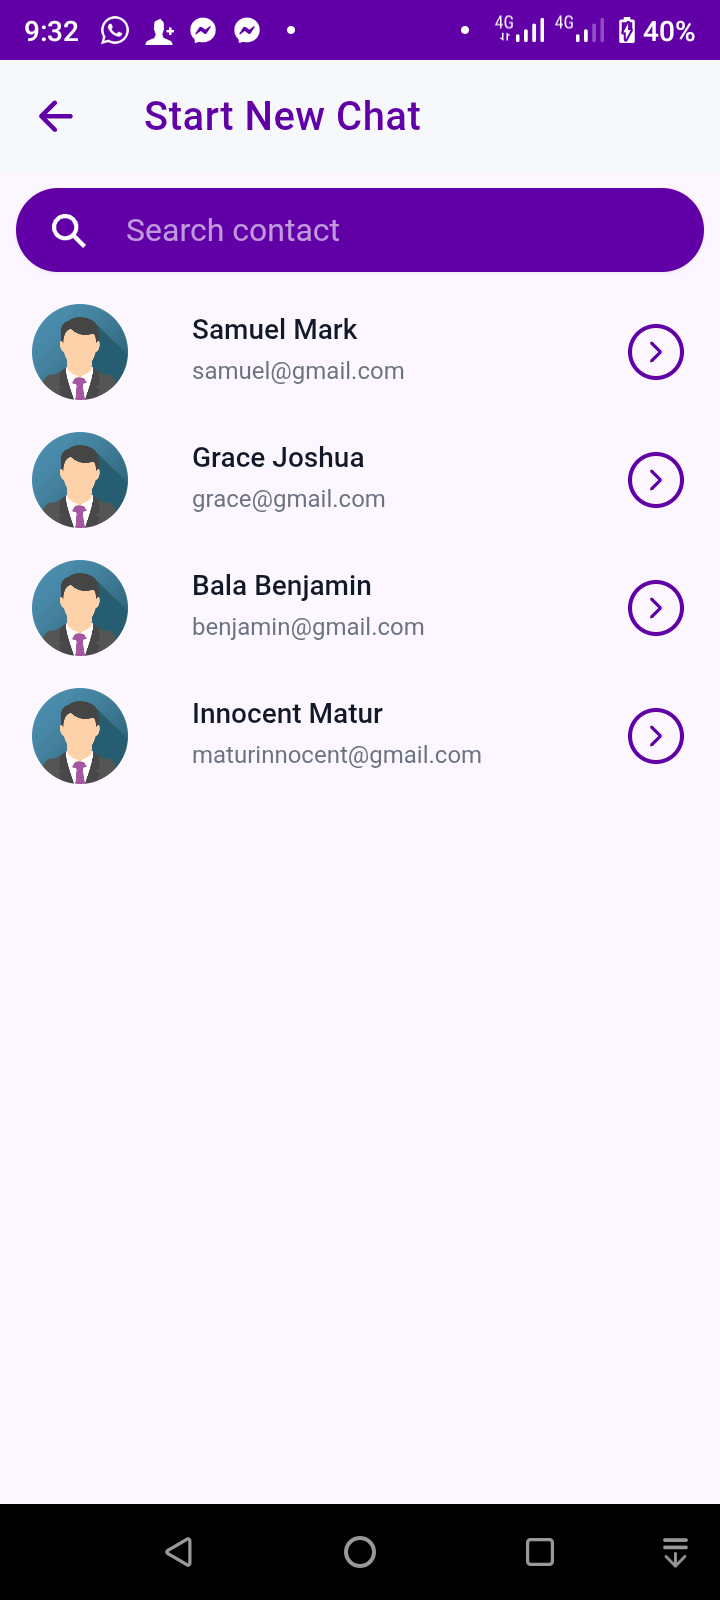 9:32 4G 4G 40%
Start New Chat
Search contact
Samuel Mark
samuel@gmail.com
Grace Joshua
grace@gmail.com
Bala Benjamin
benjamin@gmail.com
Innocent Matur
maturinnocent@gmail.com